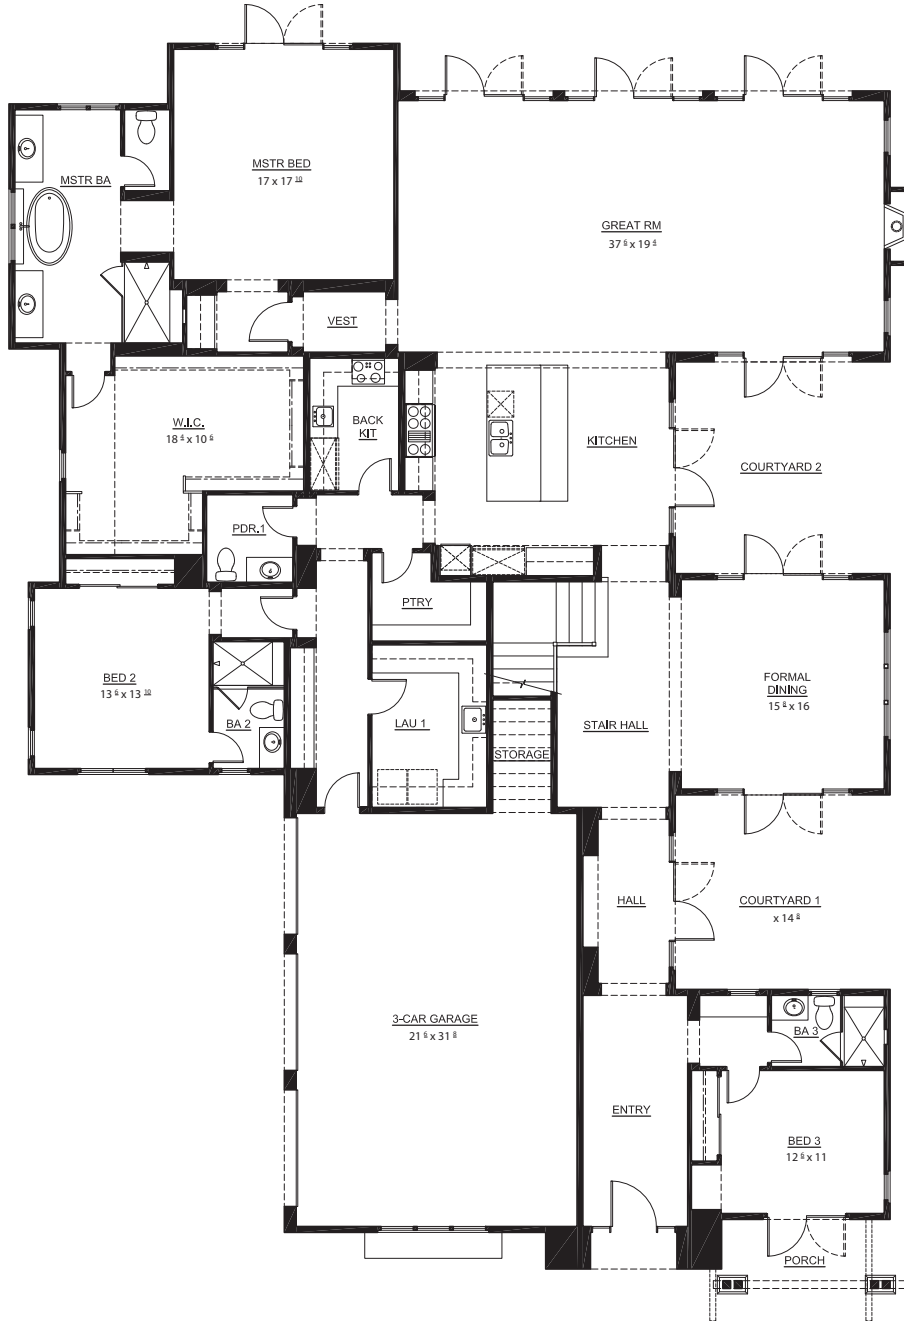 MSTR BED
17 x 17 10
MSTR BA
GREAT RM
37 6 x 19 4
VEST
W.I.C.
18 4 x 10 6
BACK
KIT
KITCHEN
COURTYARD 2
PDR.1
PTRY
BED 2
13 6 x 13 10
BA 2
LAU 1
STORAGE
STAIR HALL
FORMAL
DINING
15 8 x 16
HALL
COURTYARD 1
x 14 8
3-CAR GARAGE
21 6 x 31 8
BA 3
ENTRY
BED 3
12 6 x 11
PORCH